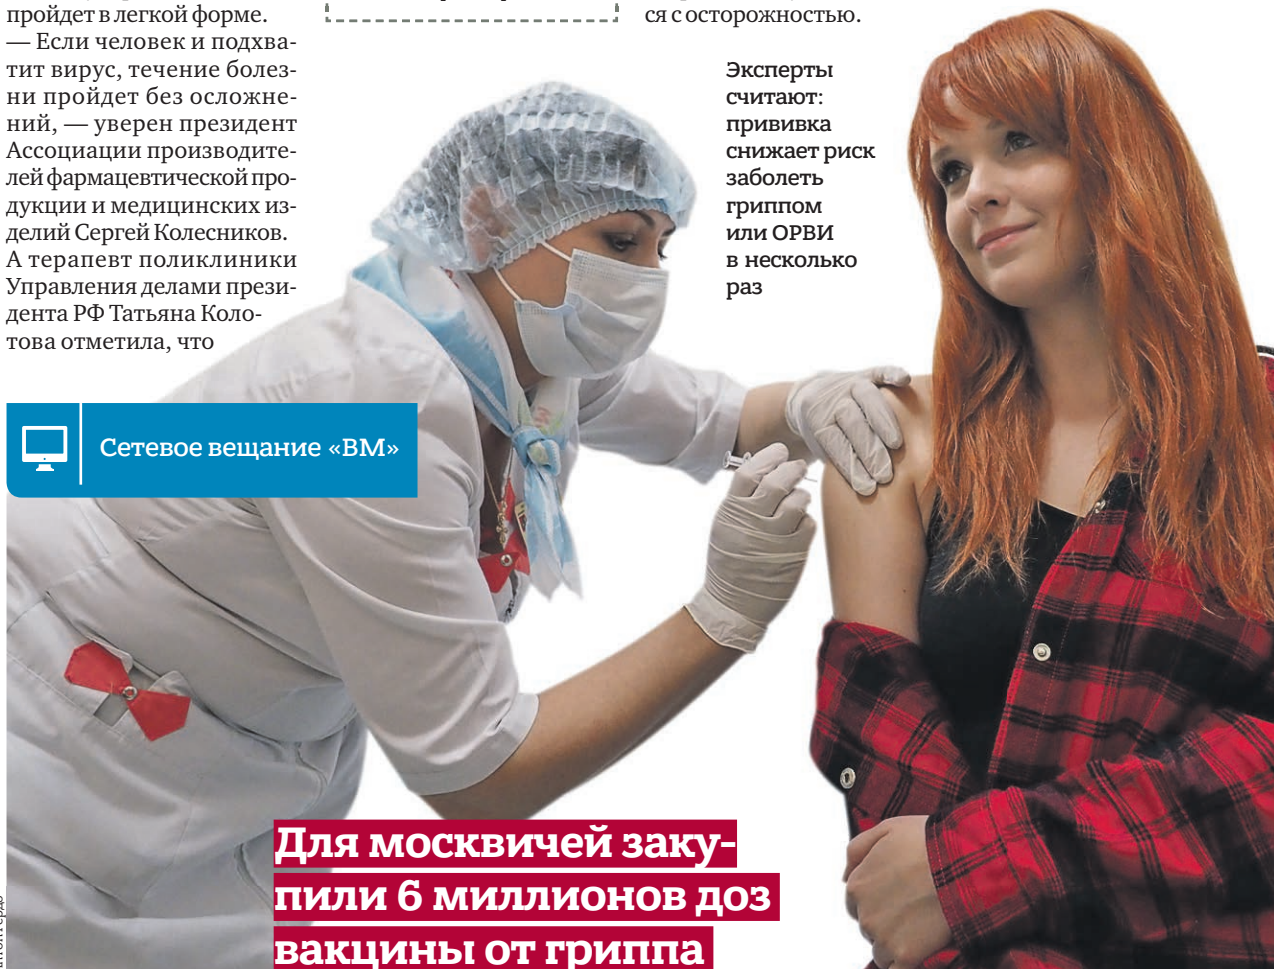 пройдет в легкой форме.
— Если человек и подхва-
тит вирус, течение болез-
ни пройдет без осложне-
ний, — уверен президент
Ассоциации производите-
лей фармацевтической про-
дукции и медицинских из-
делий Сергей Колесников.
А терапевт поликлиники
Управления делами прези-
дента РФ Татьяна Коло-
това отметила, что
ся с осторожностью.
Эксперты
считают:
прививка
снижает риск
заболеть
гриппом
или ОРВИ
в несколько
раз
Сетевое вещание «ВМ»
Для москвичей заку-
пили 6 миллионов доз
вакцины от гриппа